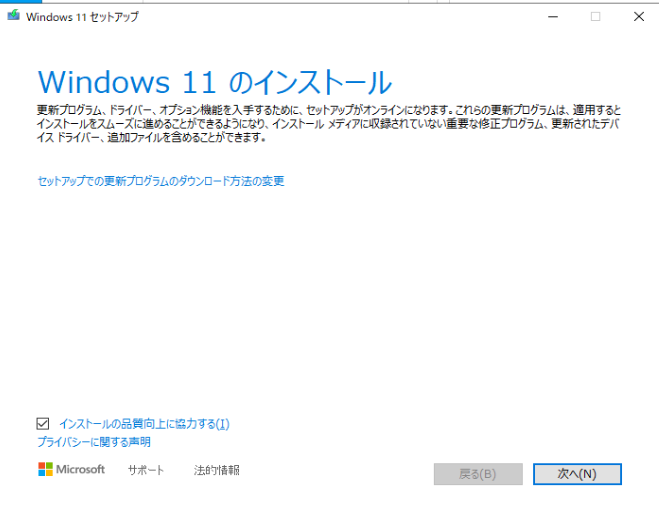 Windows 11 セットアップ
Windows 11 のインストール
更新プログラム、ドライバー、オプション機能を入手するために、セットアップがオンラインになります。これらの更新プログラムは、適用すると
インストールをスムーズに進めることができるようになり、インストール メディアに収録されていない重要な修正プログラム、更新されたデバ
イス ドライバー、追加ファイルを含めることができます。
セットアップでの更新プログラムのダウンロード方法の変更
インストールの品質向上に協力する(I)
プライバシーに関する声明
Microsoft サポート 法的情報 戻る(B) 次へ(N)